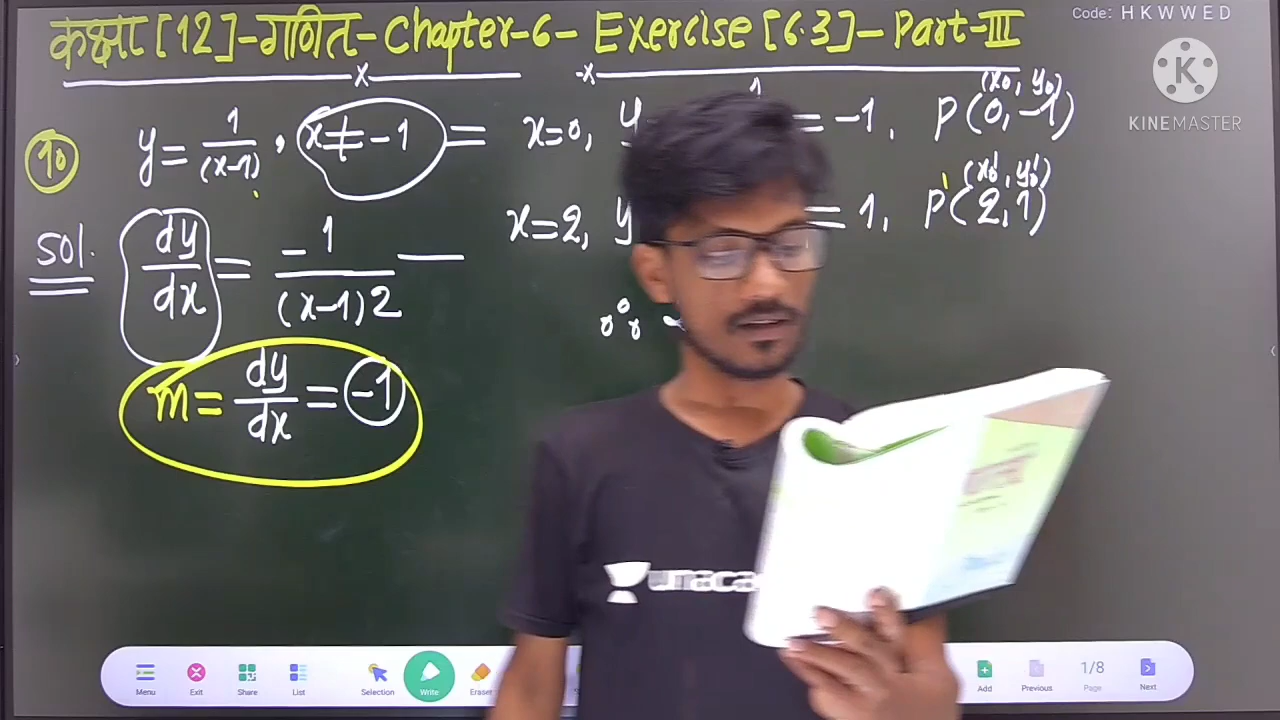 Code: H K W W E D
कक्षा [12]-गणित-Chapter-6- Exercise [6.3]-Part-III
KINEMASTER
10 y = 1/(x-1), x ≠ -1 = x=0, y = -1, P(0, -1) (x₀, y₀)
x=2, y = 1, P'(2, 1) (x₀', y₀')
Sol. dy/dx = -1/(x-1)2
m = dy/dx = -1
Menu Exit Share List Selection Write Eraser Add Previous 1/8 Page Next